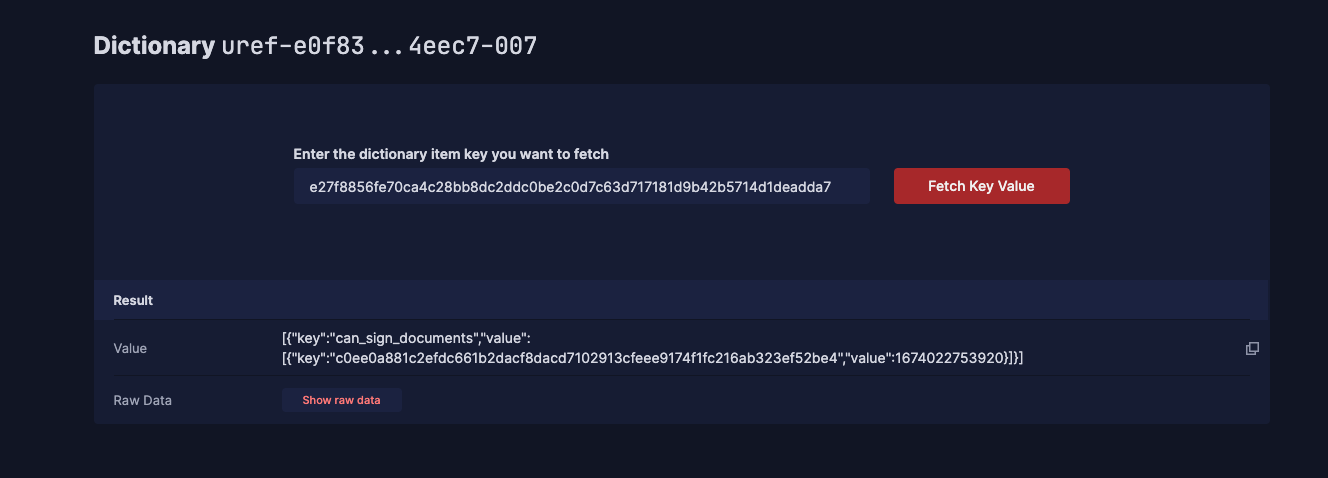 Dictionary uref-e0f83...4eec7-007
Enter the dictionary item key you want to fetch
e27f8856fe70ca4c28bb8dc2ddc0be2c0d7c63d717181d9b42b5714d1deadda7
Fetch Key Value
Result
Value
[{"key":"can_sign_documents","value":
[{"key":"c0ee0a881c2efdc661b2dacf8dacd7102913cfeee9174f1fc216ab323ef52be4","value":1674022753920}]}]
Raw Data
Show raw data